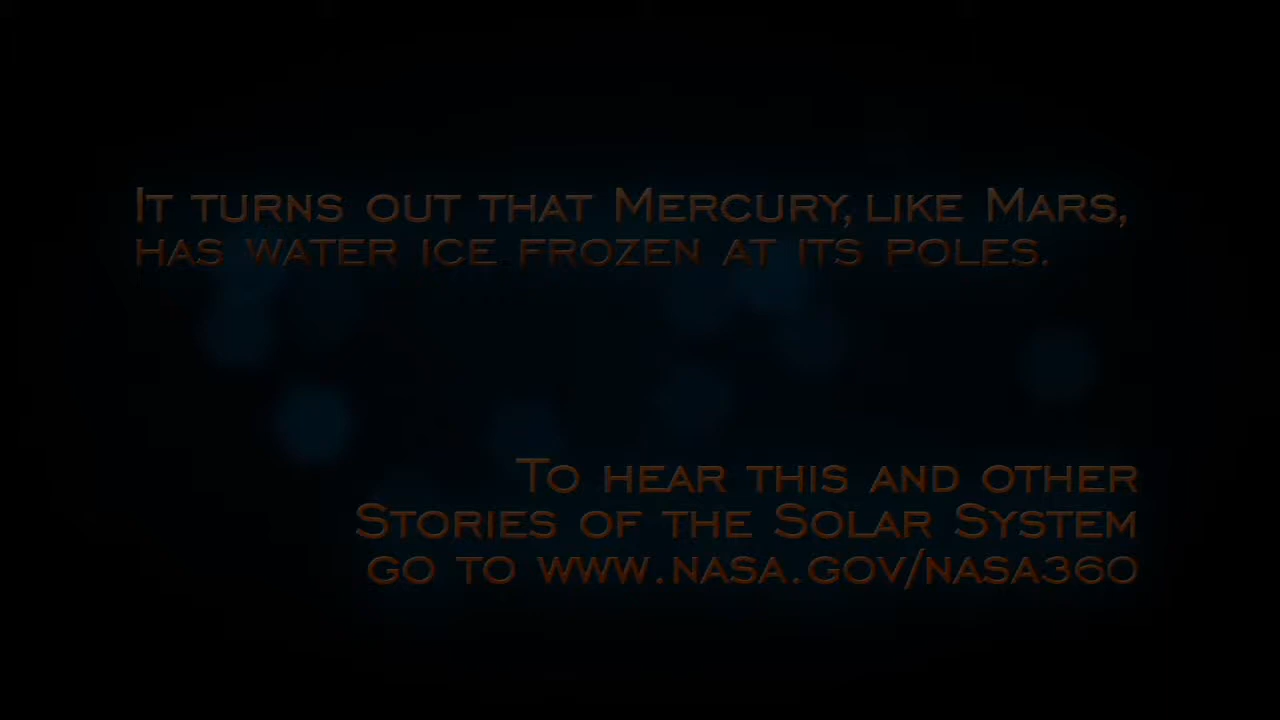 It turns out that Mercury, like Mars,
has water ice frozen at its poles.
To hear this and other
Stories of the Solar System
go to www.nasa.gov/nasa360